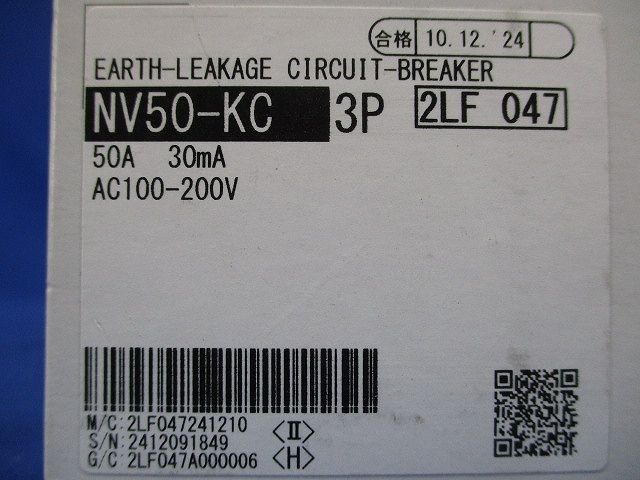 合格 10.12.'24
EARTH-LEAKAGE CIRCUIT-BREAKER
NV50-KC 3P 2LF 047
50A 30mA
AC100-200V
M/C:2LF047241210
S/N:2412091849 <II>
G/C:2LF047A000006 <H>